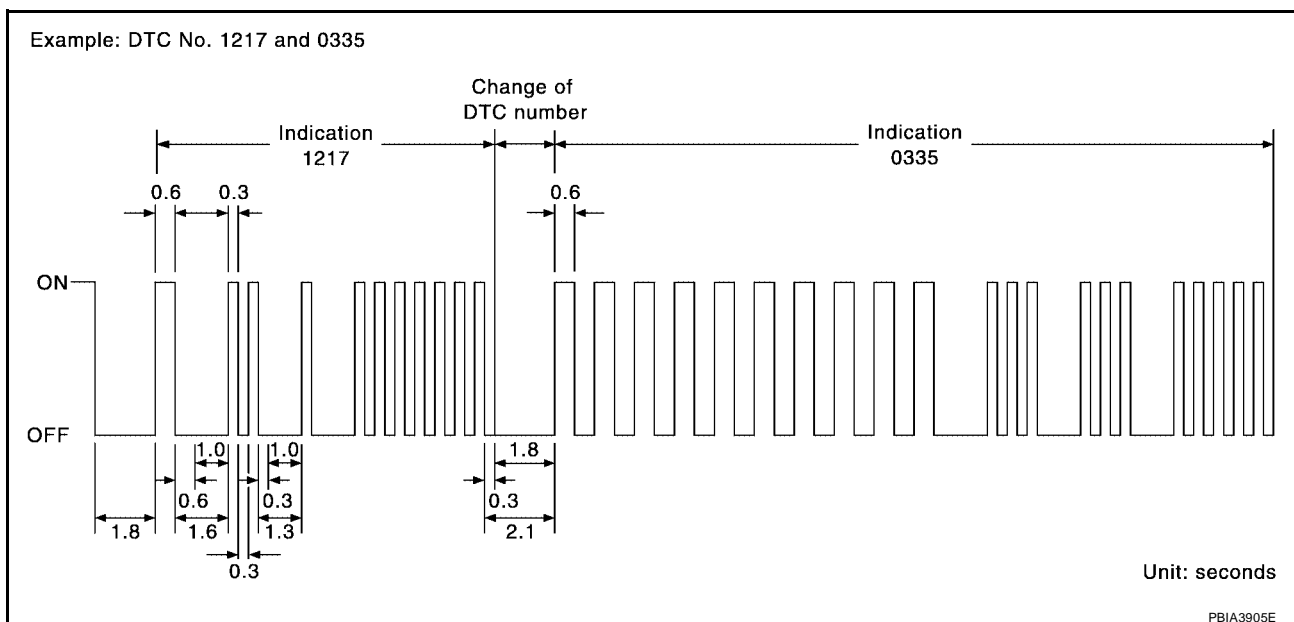 Example: DTC No. 1217 and 0335
Change of
DTC number
Indication
1217
Indication
0335
0.6
0.3
0.6
ON
OFF
1.0
1.0
1.8
0.6
0.3
0.3
1.8
1.6
1.3
2.1
0.3
Unit: seconds
PBIA3905E